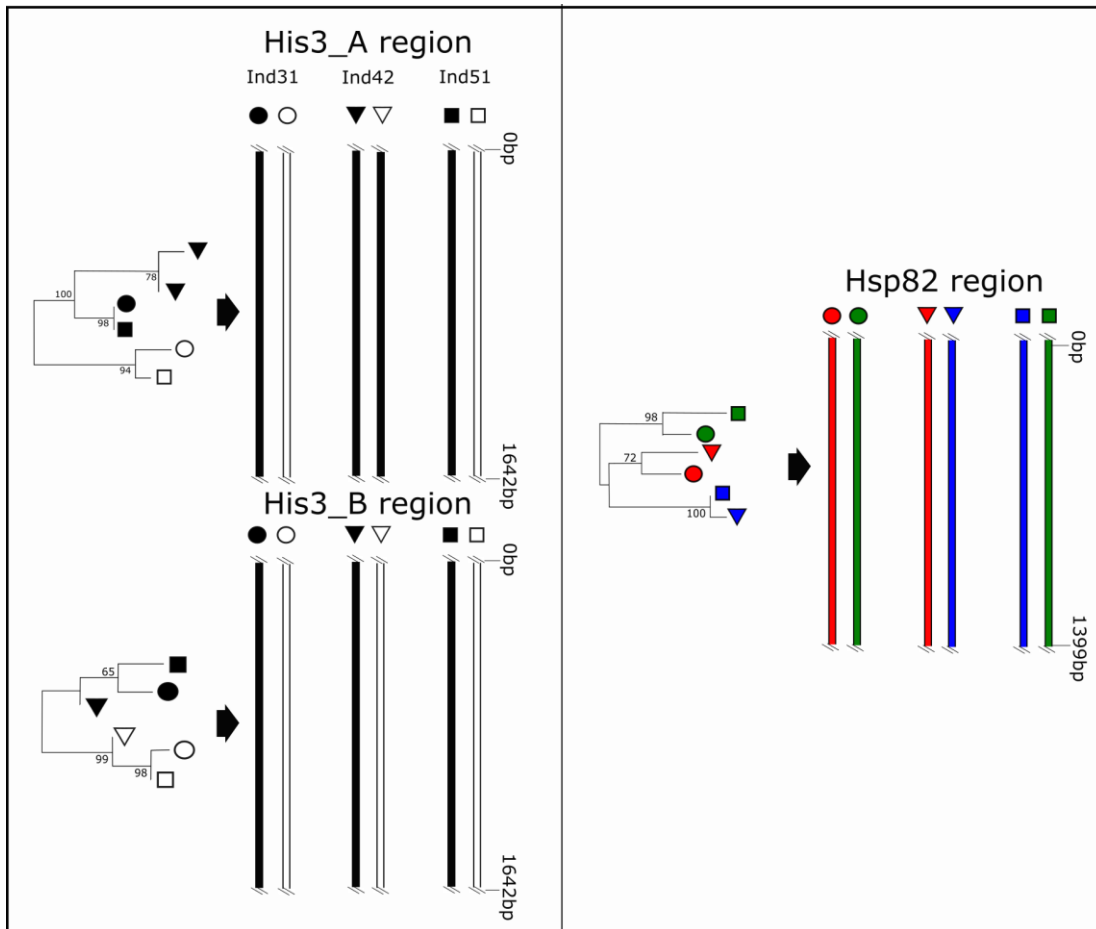 His3_A region
Ind31 Ind42 Ind51
0bp
78
100
98
94
1642bp
His3_B region
0bp
65
99
98
1642bp
Hsp82 region
0bp
98
72
100
1399bp